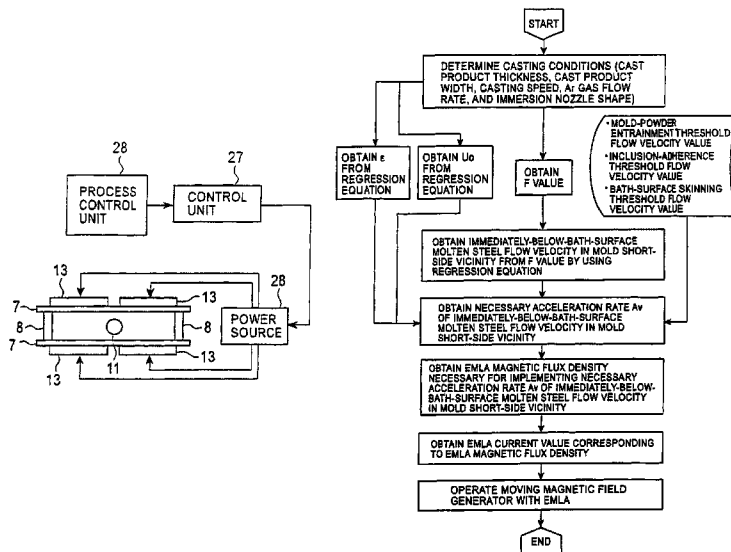 28
27
PROCESS
CONTROL
UNIT
CONTROL
UNIT
13
13
7
8
8
7
13
11
13
28
POWER
SOURCE
START
DETERMINE CASTING CONDITIONS (CAST
PRODUCT THICKNESS, CAST PRODUCT
WIDTH, CASTING SPEED, Ar GAS FLOW
RATE, AND IMMERSION NOZZLE SHAPE)
OBTAIN ε
FROM
REGRESSION
EQUATION
OBTAIN U0
FROM
REGRESSION
EQUATION
OBTAIN
F VALUE
• MOLD-POWDER
ENTRAINMENT THRESHOLD
FLOW VELOCITY VALUE
• INCLUSION-ADHERENCE
THRESHOLD FLOW
VELOCITY VALUE
• BATH-SURFACE SKINNING
THRESHOLD FLOW
VELOCITY VALUE
OBTAIN IMMEDIATELY-BELOW-BATH-SURFACE
MOLTEN STEEL FLOW VELOCITY IN MOLD SHORT-
SIDE VICINITY FROM F VALUE BY USING
REGRESSION EQUATION
OBTAIN NECESSARY ACCELERATION RATE Av
OF IMMEDIATELY-BELOW-BATH-SURFACE
MOLTEN STEEL FLOW VELOCITY IN MOLD
SHORT-SIDE VICINITY
OBTAIN EMLA MAGNETIC FLUX DENSITY
NECESSARY FOR IMPLEMENTING NECESSARY
ACCELERATION RATE Av OF IMMEDIATELY-BELOW-
BATH-SURFACE MOLTEN STEEL FLOW VELOCITY
IN MOLD SHORT-SIDE VICINITY
OBTAIN EMLA CURRENT VALUE CORRESPONDING
TO EMLA MAGNETIC FLUX DENSITY
OPERATE MOVING MAGNETIC FIELD
GENERATOR WITH EMLA
END